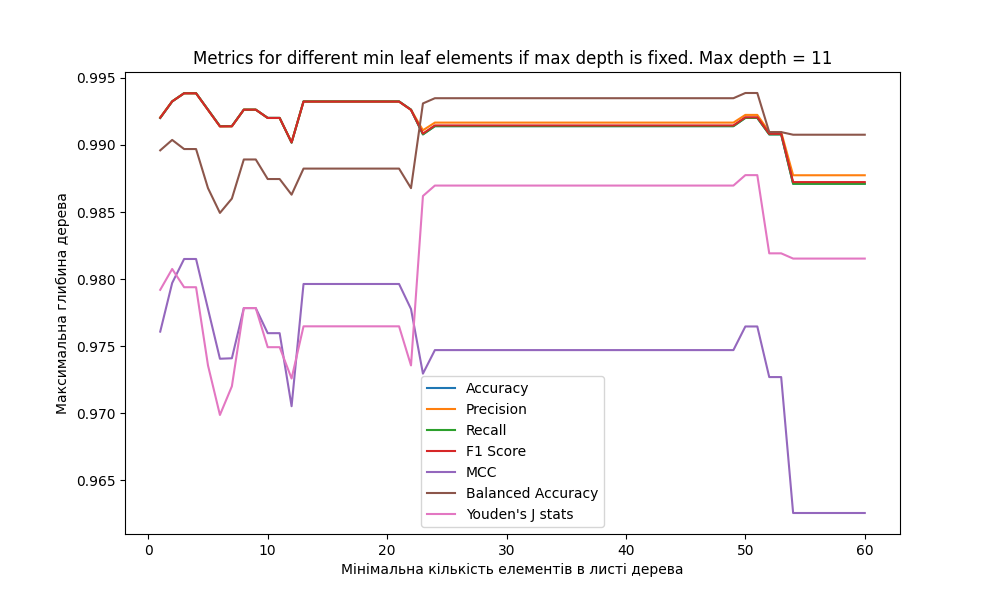 Metrics for different min leaf elements if max depth is fixed. Max depth = 11
Максимальна глибина дерева
0.995
0.990
0.985
0.980
0.975
0.970
0.965
Accuracy
Precision
Recall
F1 Score
MCC
Balanced Accuracy
Youden's J stats
0 10 20 30 40 50 60
Мінімальна кількість елементів в листі дерева